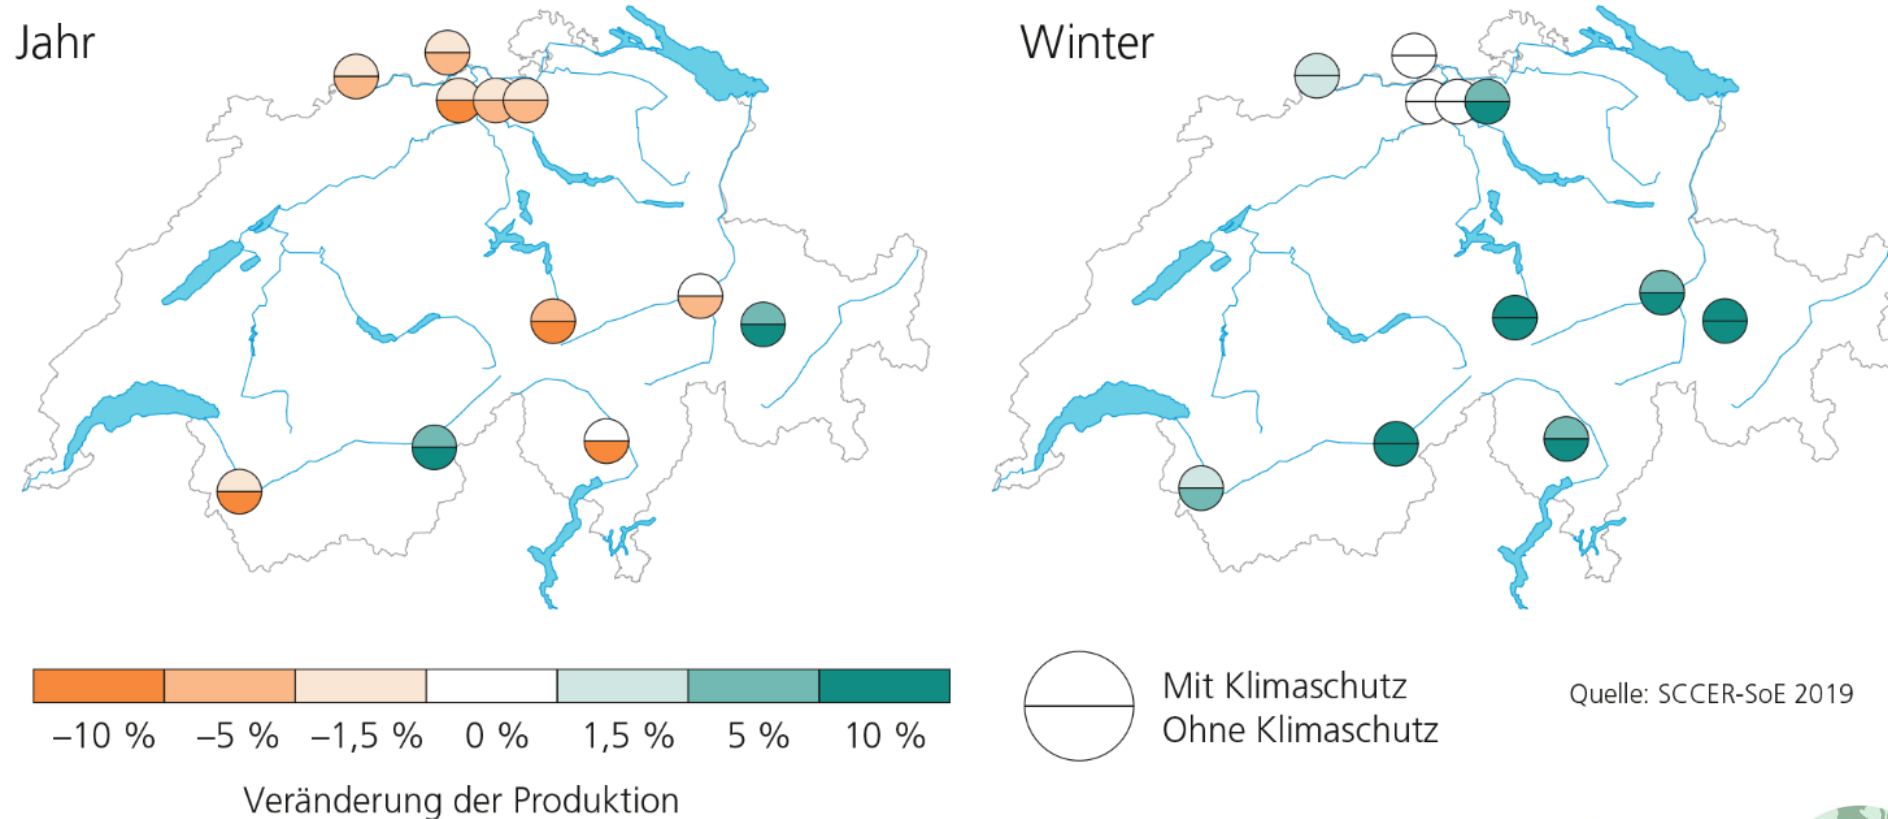 Jahr
Winter
–10 %
–5 %
–1,5 %
0 %
1,5 %
5 %
10 %
Veränderung der Produktion
Mit Klimaschutz
Ohne Klimaschutz
Quelle: SCCER-SoE 2019